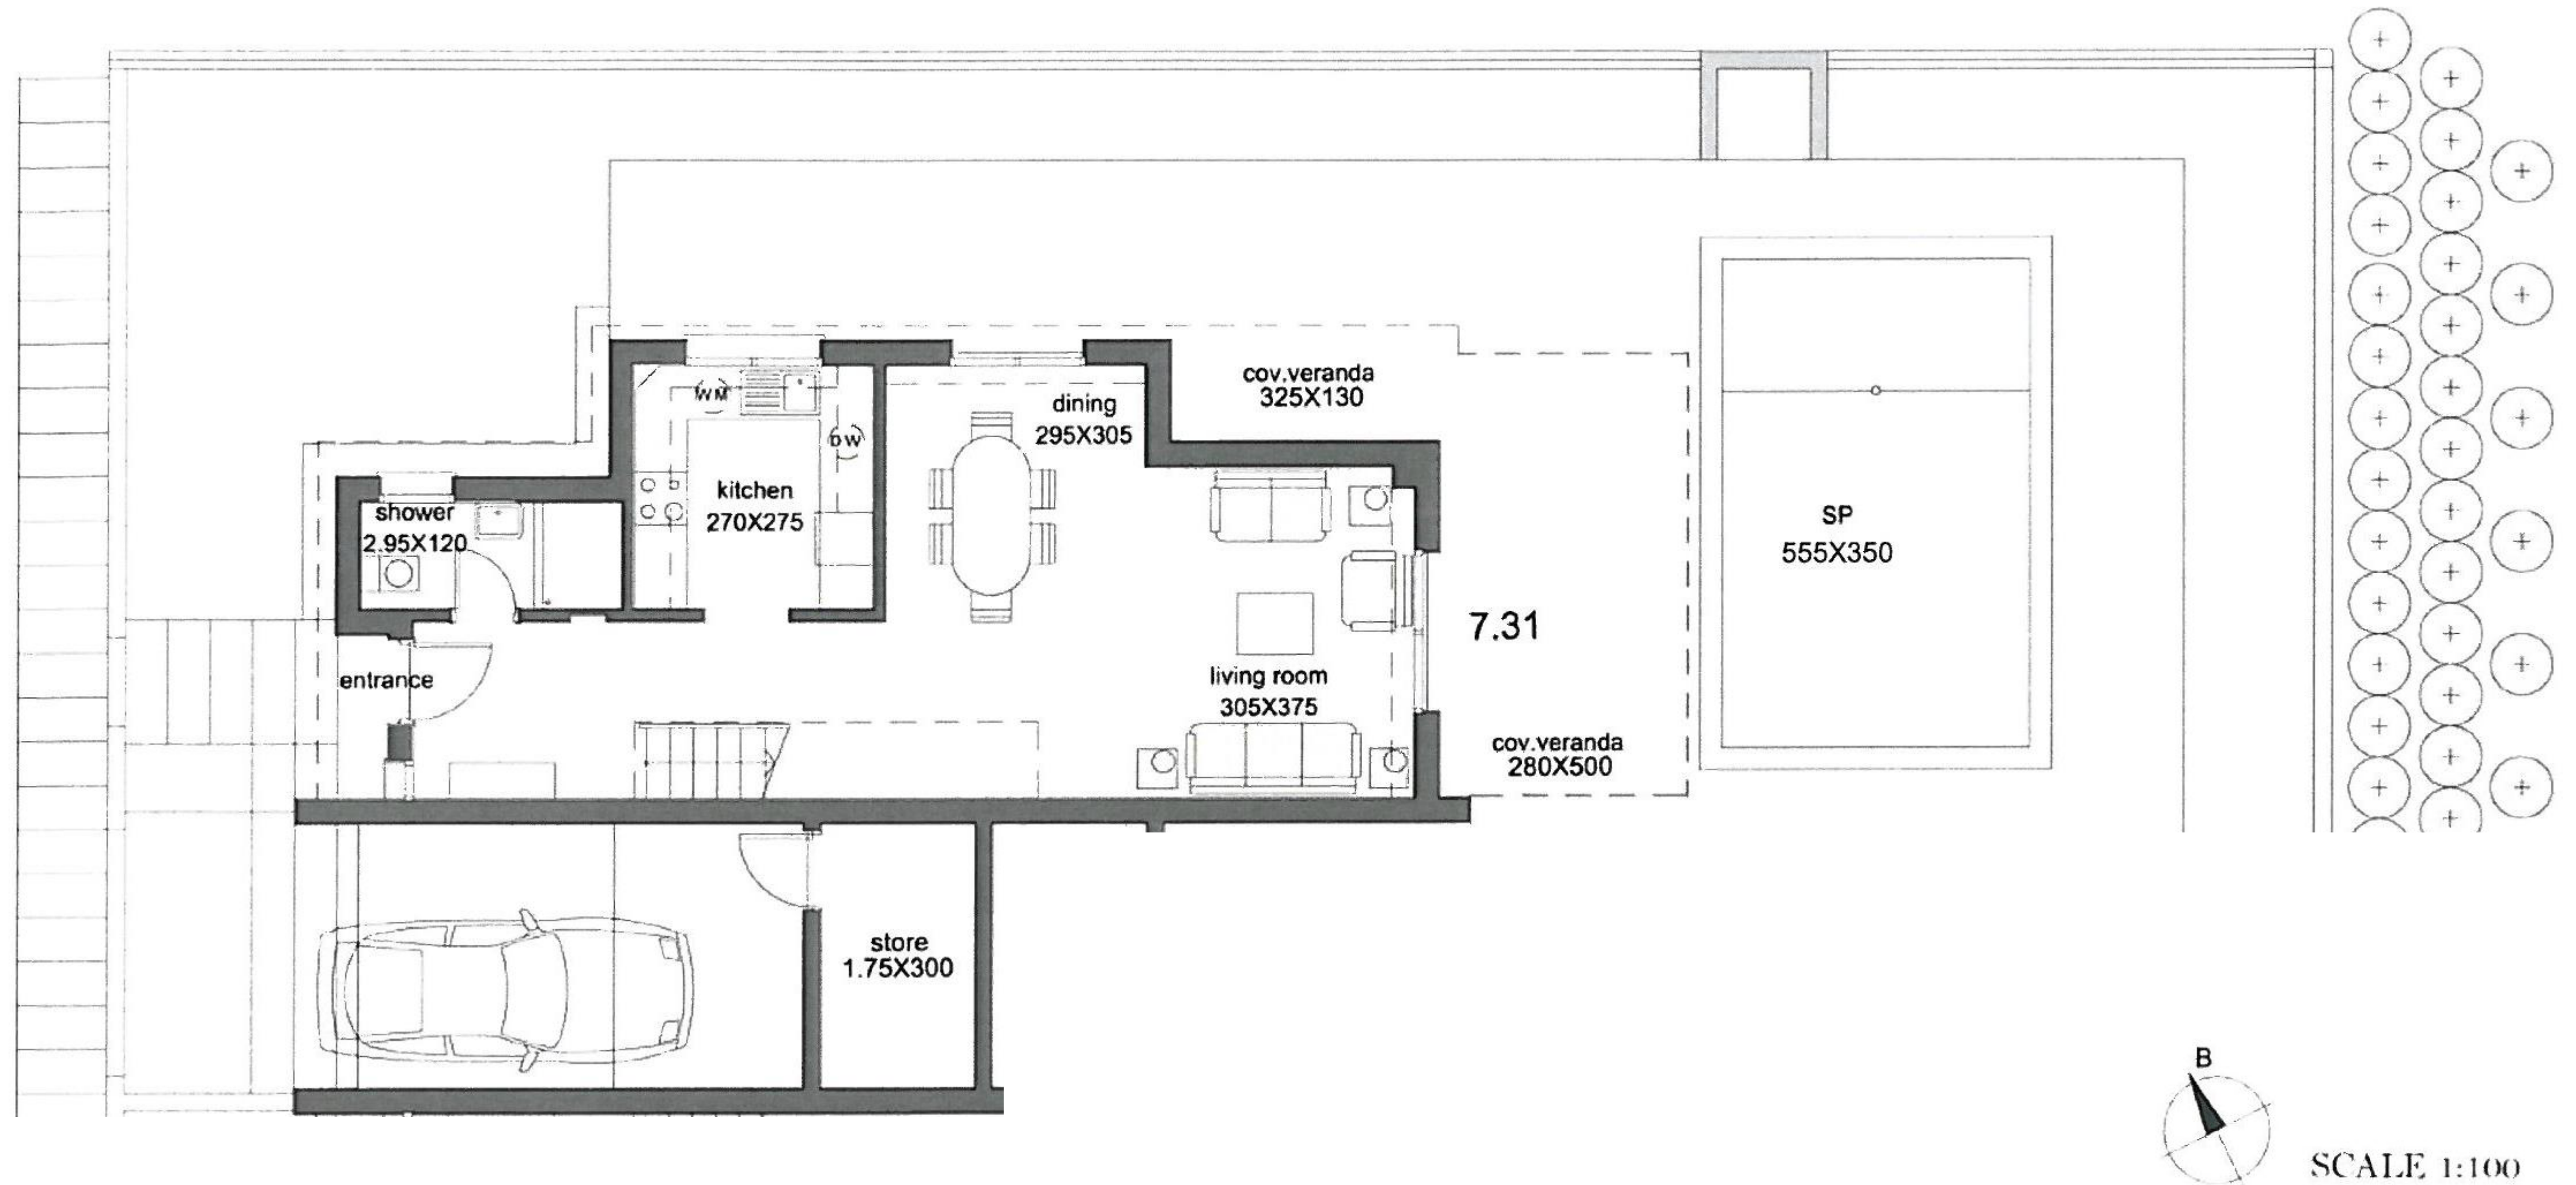 cov.veranda
325X130
dining
295X305
WM
DW
kitchen
270X275
shower
2.95X120
SP
555X350
7.31
entrance
living room
305X375
cov.veranda
280X500
store
1.75X300
B
SCALE 1:100